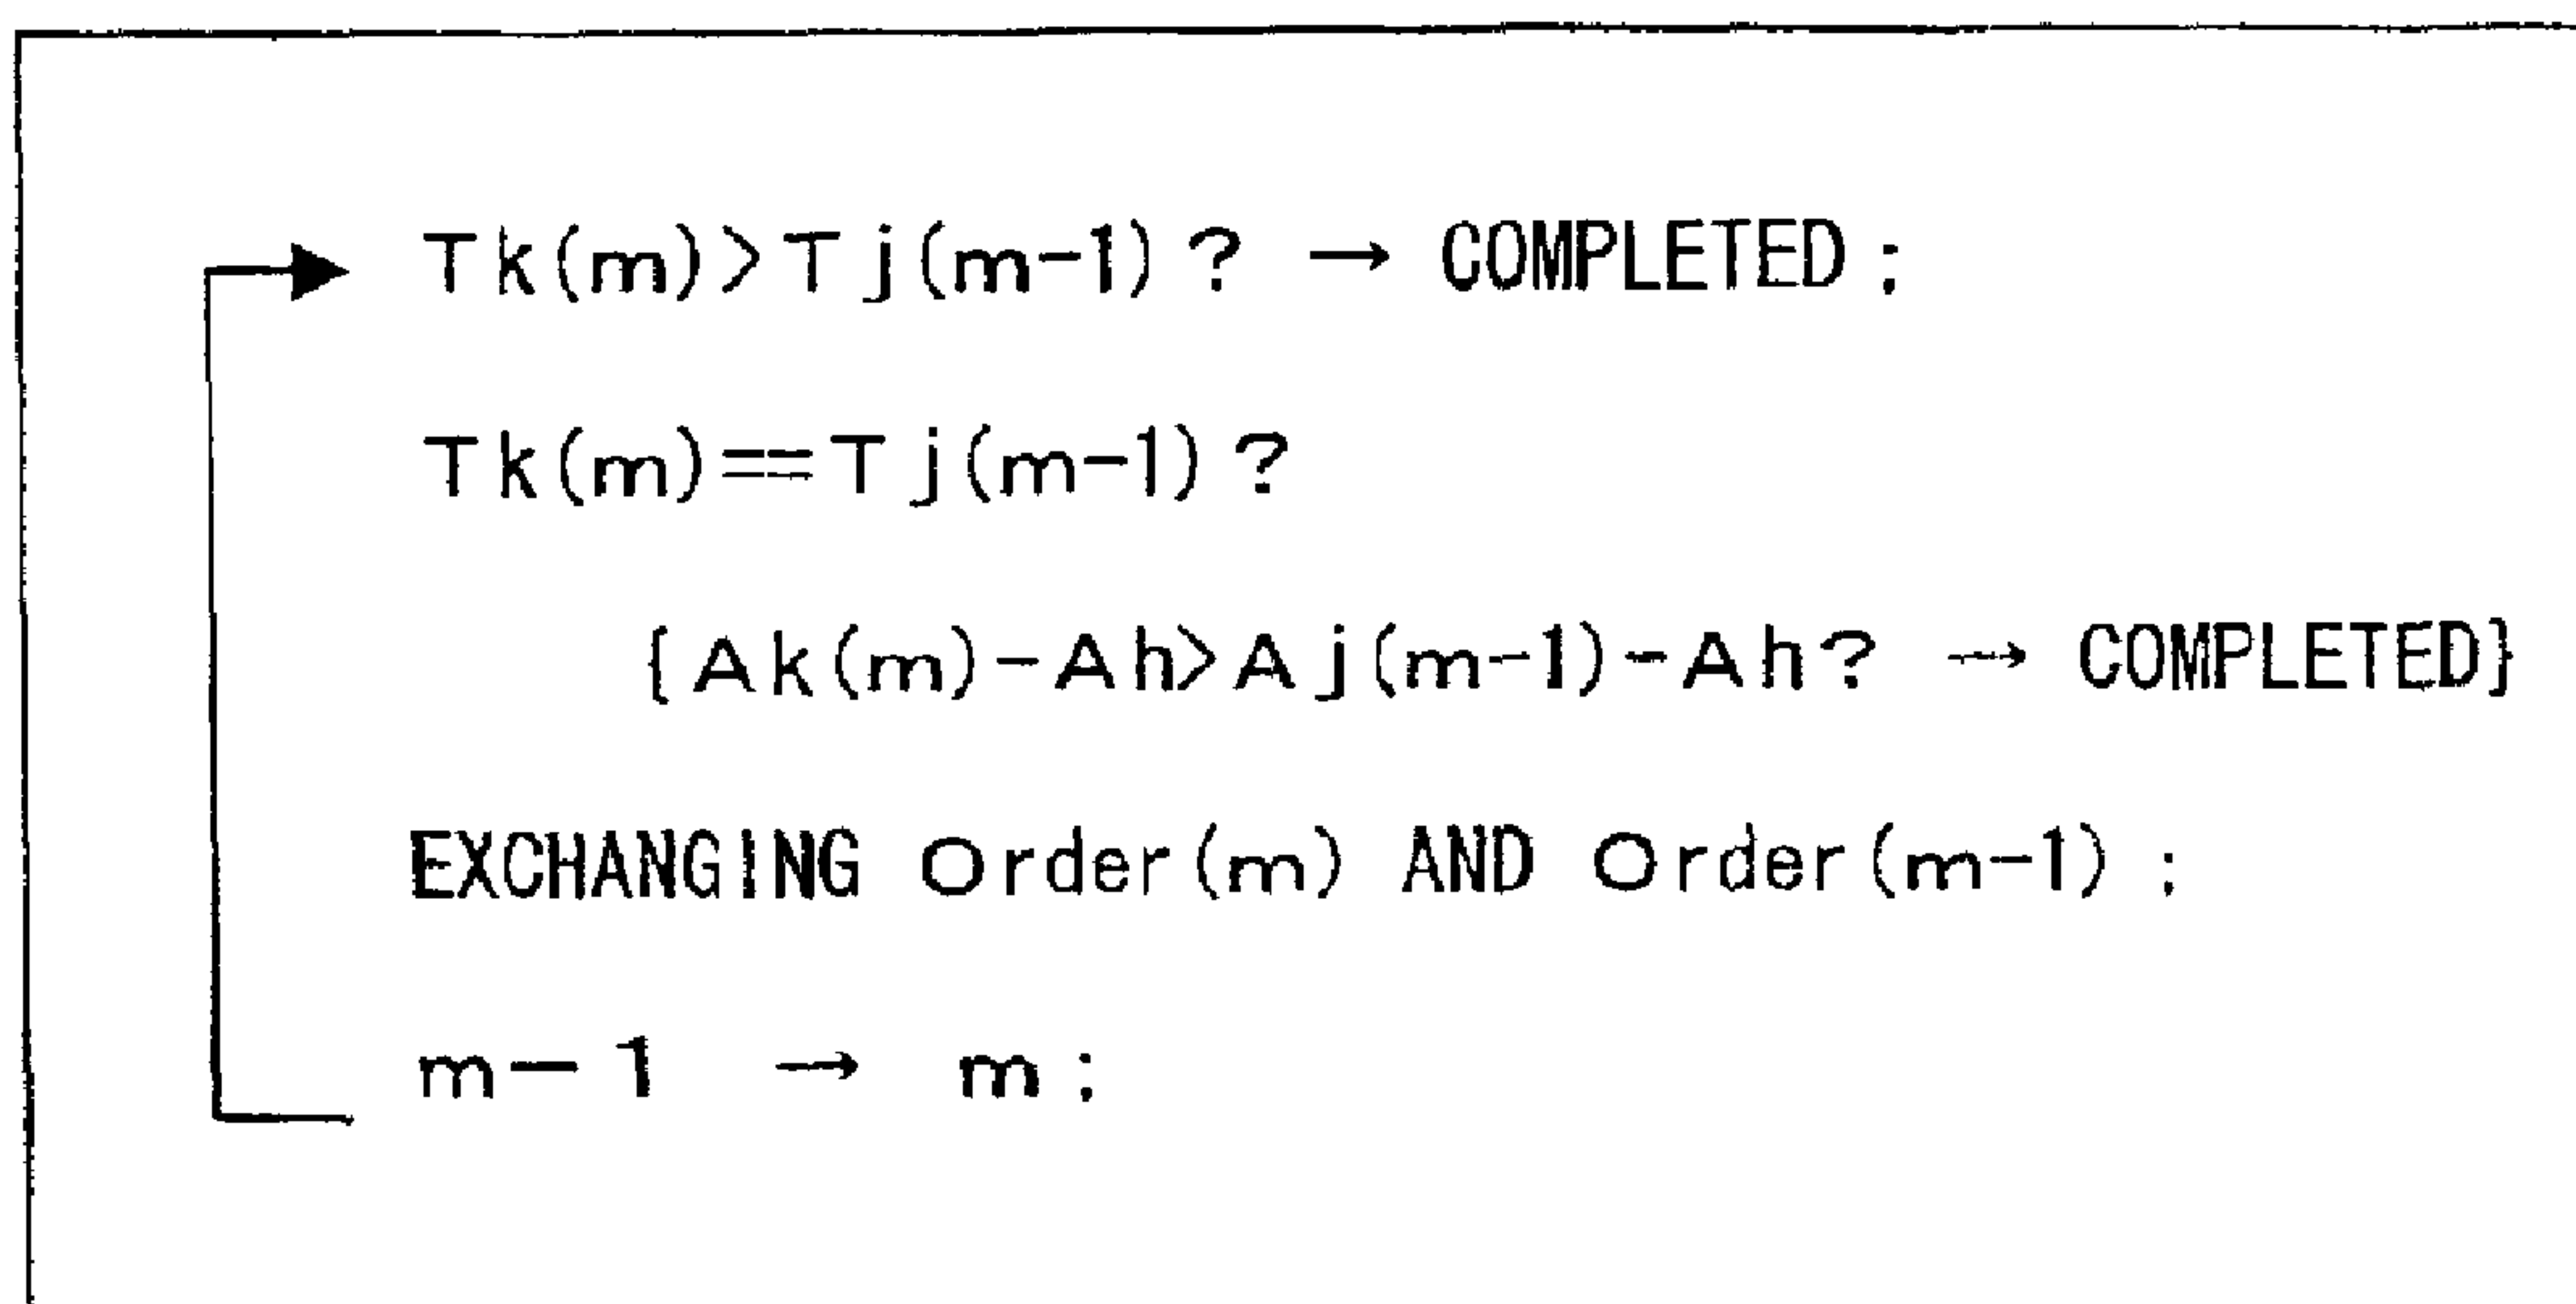 Tk(m)>Tj(m-1)? → COMPLETED;
Tk(m)==Tj(m-1)?
{Ak(m)-Ah>Aj(m-1)-Ah? → COMPLETED}
EXCHANGING Order(m) AND Order(m-1);
m-1 → m;